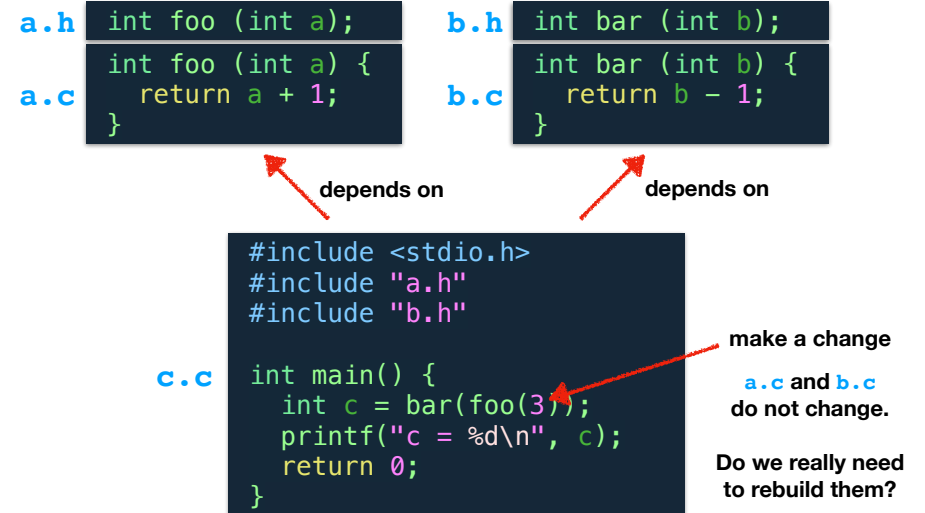 a.h int foo (int a);
a.c int foo (int a) {
return a + 1;
}
b.h int bar (int b);
b.c int bar (int b) {
return b - 1;
}
depends on
depends on
c.c
#include <stdio.h>
#include "a.h"
#include "b.h"
int main() {
int c = bar(foo(3));
printf("c = %d\n", c);
return 0;
}
make a change
a.c and b.c
do not change.
Do we really need
to rebuild them?